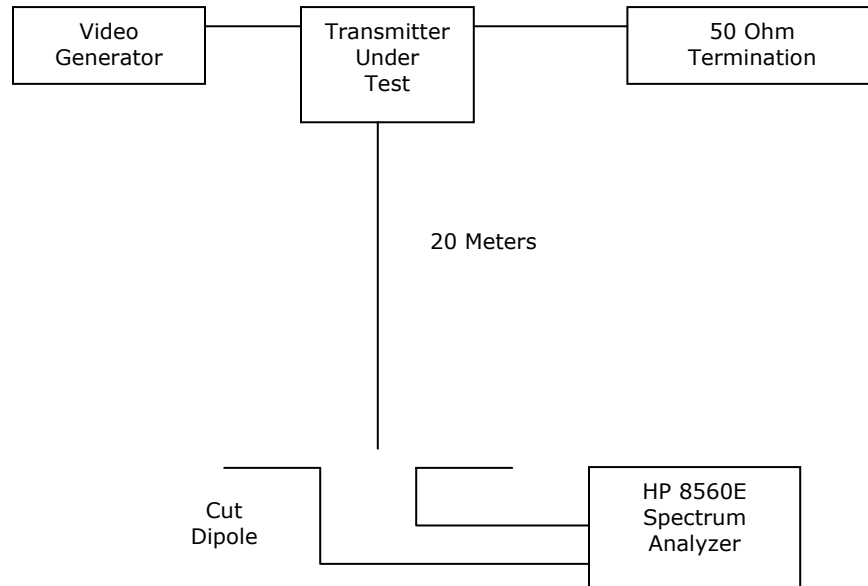 Video
Generator
Transmitter
Under
Test
50 Ohm
Termination
20 Meters
Cut
Dipole
HP 8560E
Spectrum
Analyzer